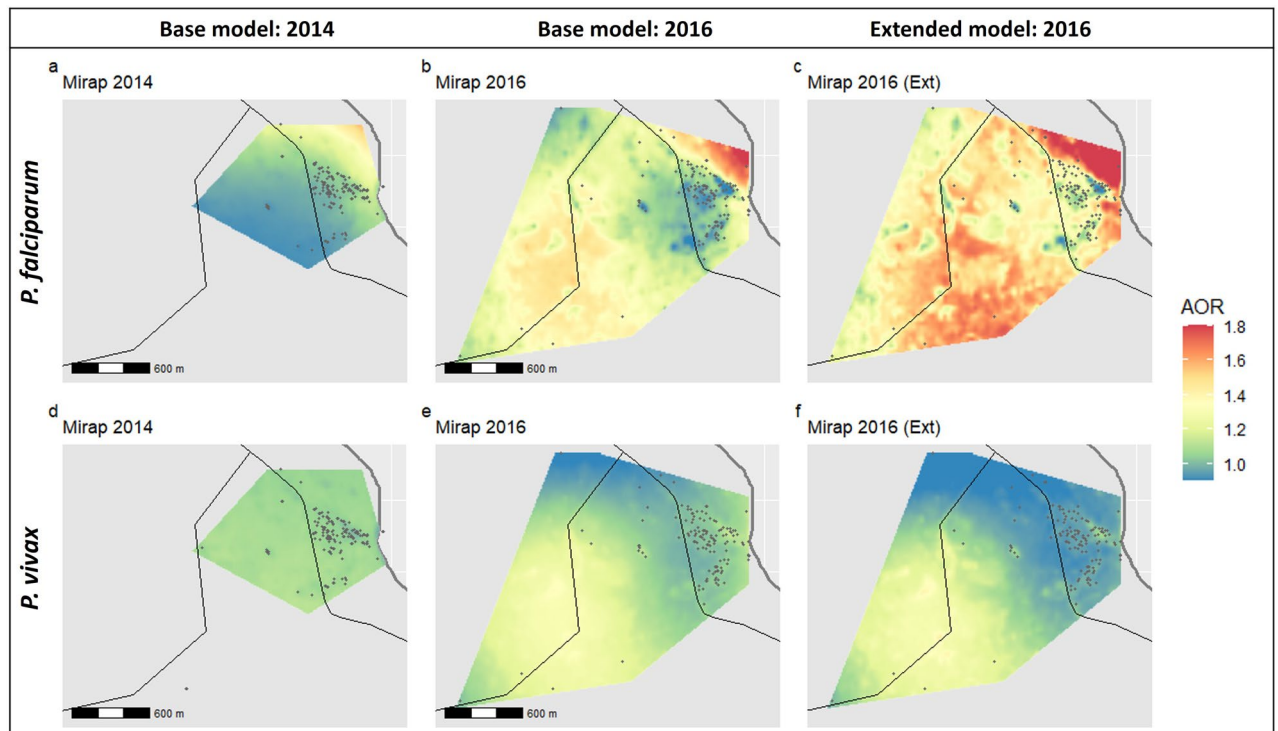 Base model: 2014
Base model: 2016
Extended model: 2016
P. falciparum
a
Mirap 2014
600 m
b
Mirap 2016
600 m
c
Mirap 2016 (Ext)
AOR
1.8
1.6
1.4
1.2
1.0
P. vivax
d
Mirap 2014
600 m
e
Mirap 2016
600 m
f
Mirap 2016 (Ext)